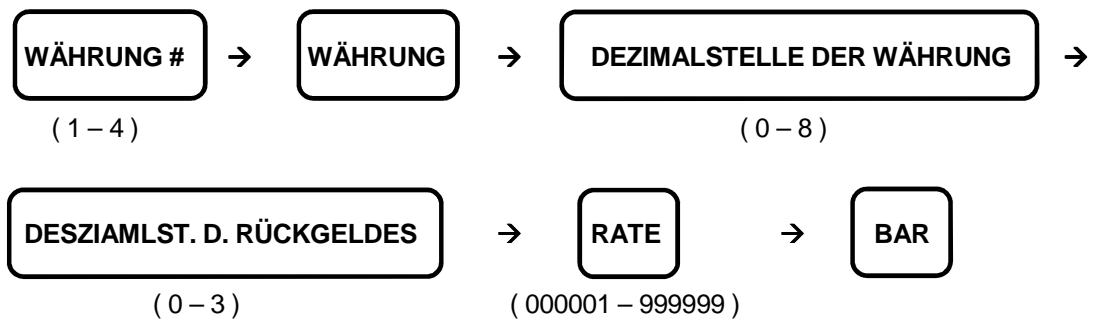 WÄHRUNG # → WÄHRUNG → DEZIMALSTELLE DER WÄHRUNG →
( 1 – 4 ) ( 0 – 8 )
DESZIAMLST. D. RÜCKGELDES → RATE → BAR
( 0 – 3 ) ( 000001 – 999999 )